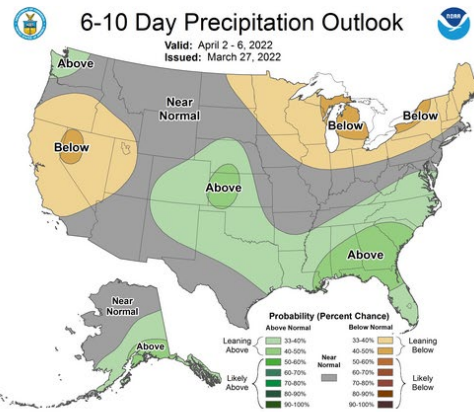 6-10 Day Precipitation Outlook
NOAA
Valid: April 2 - 6, 2022
Issued: March 27, 2022
Above
Near
Normal
Below
Below
Below
Above
Above
Near
Normal
Above
Probability (Percent Chance)
Above Normal
Below Normal
Leaning
Above
33-40%
40-50%
50-60%
60-70%
70-80%
80-90%
90-100%
Likely
Above
Near
Normal
33-40%
40-50%
50-60%
60-70%
70-80%
80-90%
90-100%
Leaning
Below
Likely
Below